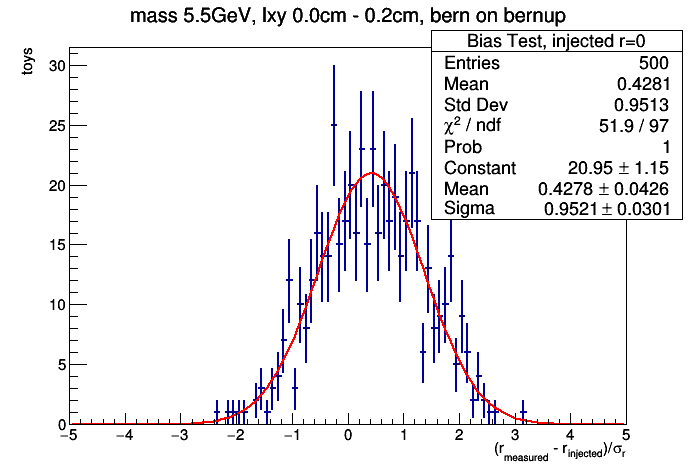 mass 5.5GeV, lxy 0.0cm - 0.2cm, bern on bernup
toys
Bias Test, injected r=0
Entries 500
Mean 0.4281
Std Dev 0.9513
χ² / ndf 51.9 / 97
Prob 1
Constant 20.95 ± 1.15
Mean 0.4278 ± 0.0426
Sigma 0.9521 ± 0.0301
30
25
20
15
10
5
0
−5 −4 −3 −2 −1 0 1 2 3 4 5
(r_measured - r_injected)/σ_r